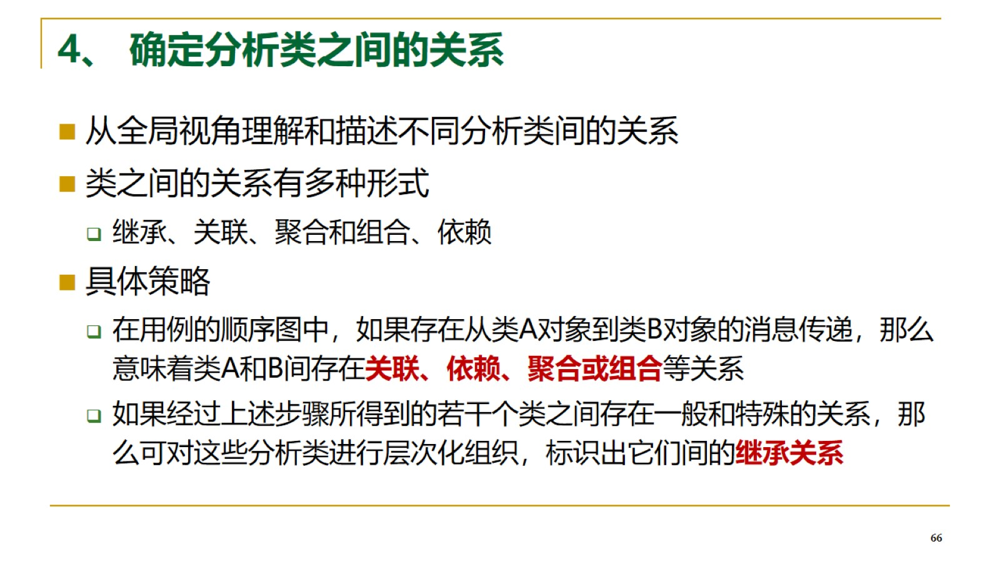 4、 确定分析类之间的关系
从全局视角理解和描述不同分析类间的关系
类之间的关系有多种形式
继承、关联、聚合和组合、依赖
具体策略
在用例的顺序图中，如果存在从类A对象到类B对象的消息传递，那么
意味着类A和B间存在关联、依赖、聚合或组合等关系
如果经过上述步骤所得到的若干个类之间存在一般和特殊的关系，那
么可对这些分析类进行层次化组织，标识出它们间的继承关系
66